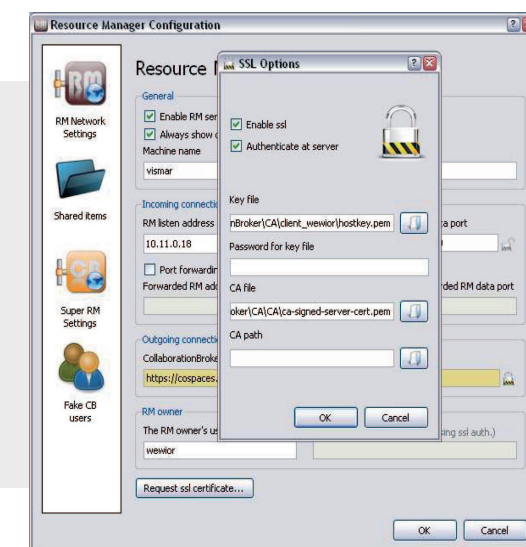 Resource Manager Configuration
RM Network
Settings
Shared items
Super RM
Settings
Fake CB
users
Resource
General
Enable RM ser
Always show
Machine name
vismar
Incoming connecti
RM listen address
10.11.0.18
Port forwardin
Forwarded RM add
Outgoing connecti
CollaborationBroke
https://cospaces.
RM owner
The RM owner's us
wewior
Request ssl certificate...
SSL Options
Enable ssl
Authenticate at server
Key file
nBroker\CA\client_wewior\hostkey.pem
Password for key file
CA file
oker\CA\CA\ca-signed-server-cert.pem
CA path
OK
Cancel
ta port
rded RM data port
ing ssl auth.)
OK
Cancel